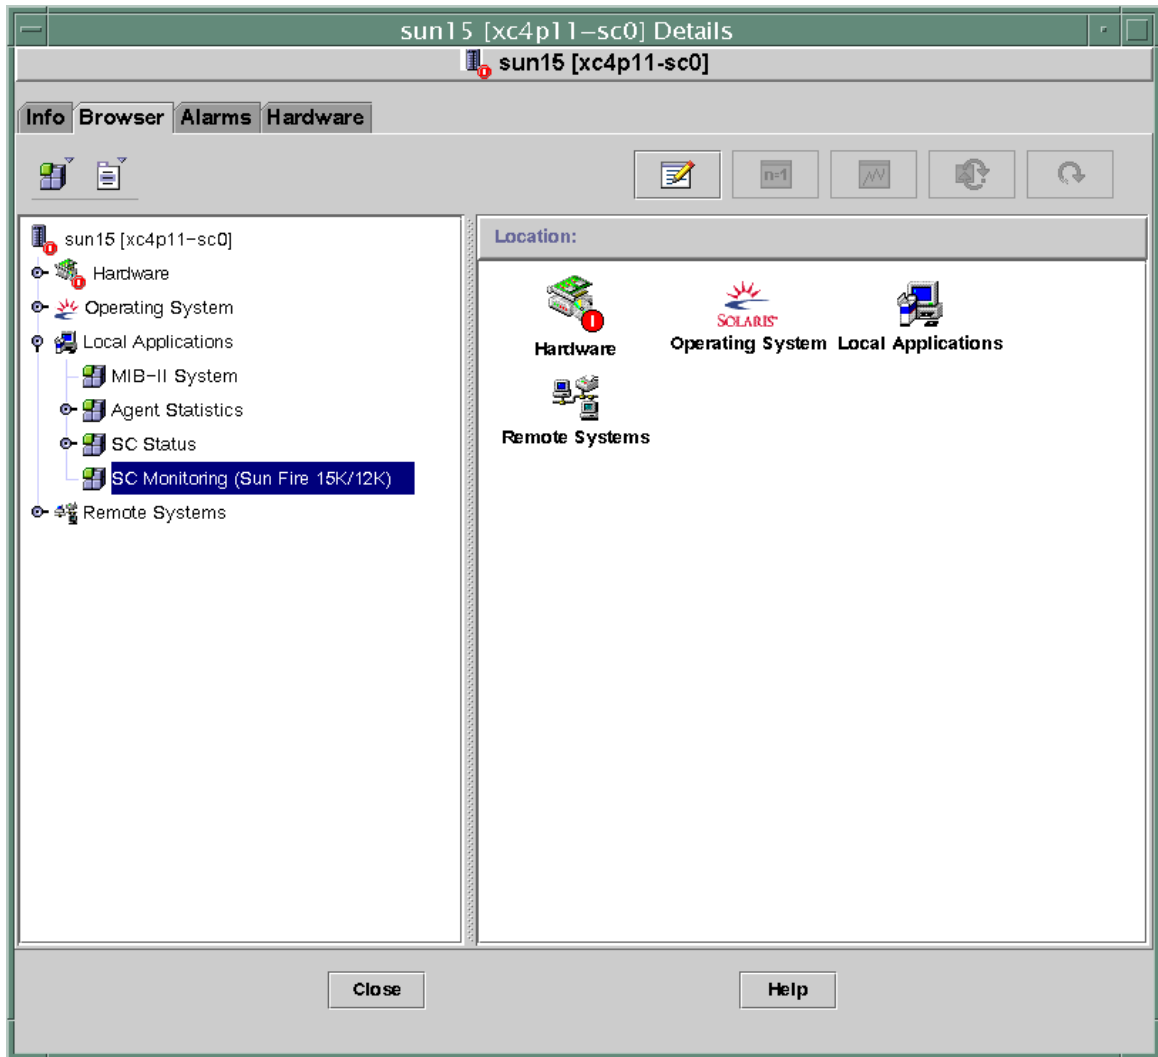 sun15 [xc4p11-sc0] Details
sun15 [xc4p11-sc0]
Info Browser Alarms Hardware
n=1
sun15 [xc4p11-sc0]
Hardware
Operating System
Local Applications
MIB-II System
Agent Statistics
SC Status
SC Monitoring (Sun Fire 15K/12K)
Remote Systems
Location:
SOLARIS
Hardware Operating System Local Applications
Remote Systems
Close Help